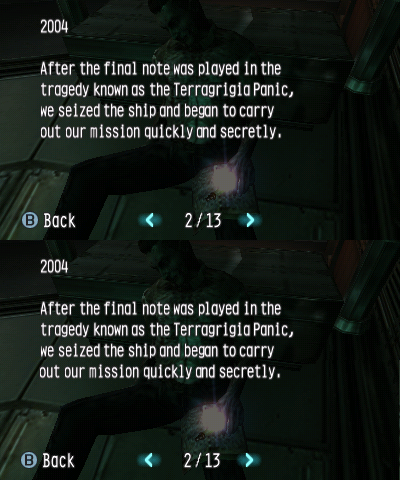 2004
After the final note was played in the
tragedy known as the Terragrigia Panic,
we seized the ship and began to carry
out our mission quickly and secretly.
B Back
2/13
2004
After the final note was played in the
tragedy known as the Terragrigia Panic,
we seized the ship and began to carry
out our mission quickly and secretly.
B Back
2/13